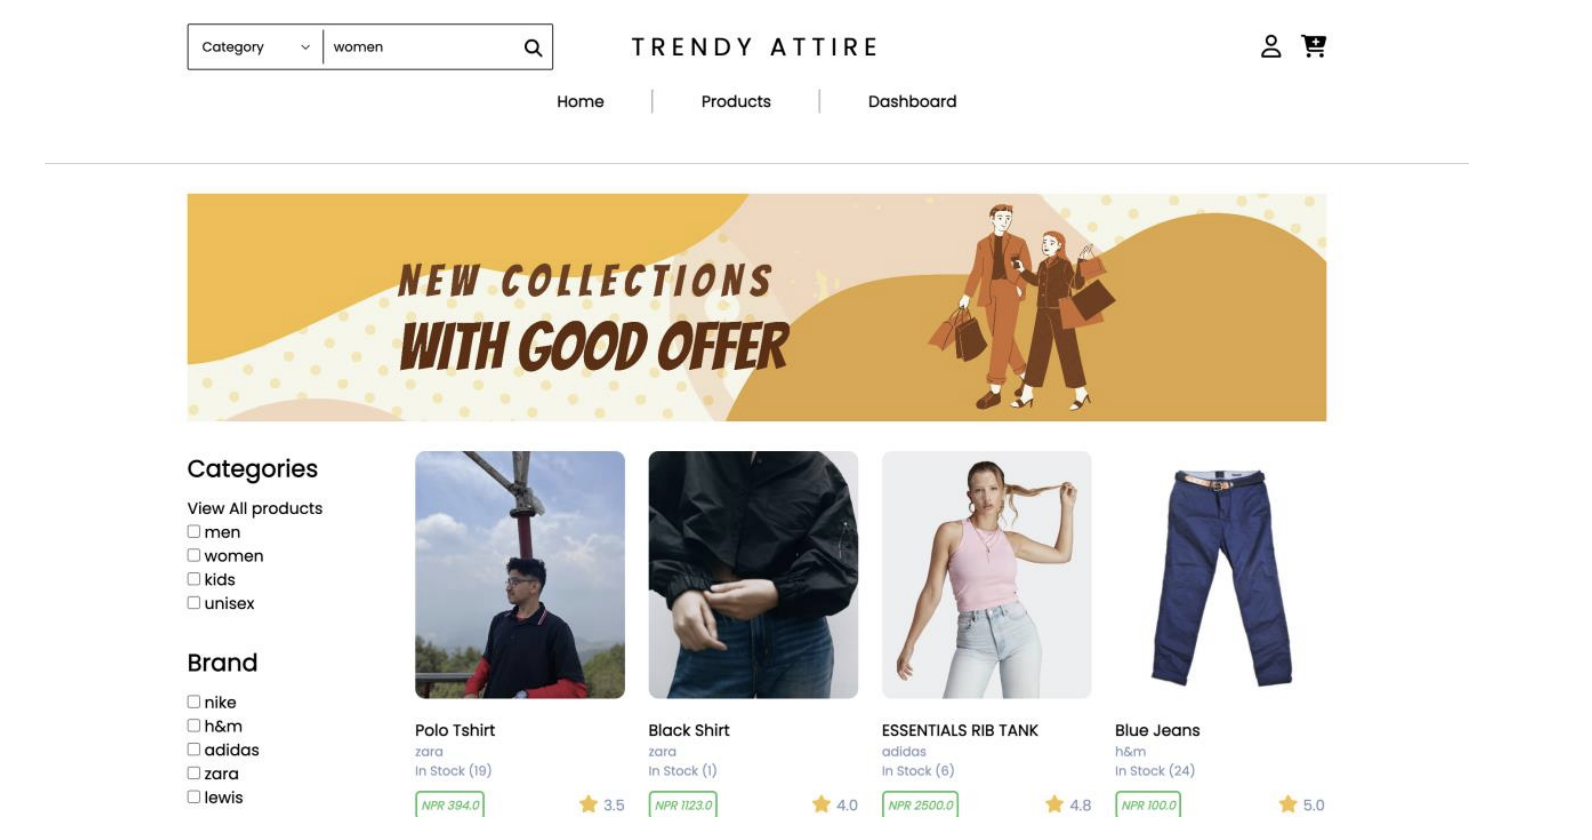 Category
women
TRENDY ATTIRE
Home
Products
Dashboard
NEW COLLECTIONS
WITH GOOD OFFER
Categories
View All products
men
women
kids
unisex
Brand
nike
h&m
adidas
zara
lewis
Polo Tshirt
zara
In Stock (19)
NPR 394.0
3.5
Black Shirt
zara
In Stock (1)
NPR 1123.0
4.0
ESSENTIALS RIB TANK
adidas
In Stock (6)
NPR 2500.0
4.8
Blue Jeans
h&m
In Stock (24)
NPR 100.0
5.0